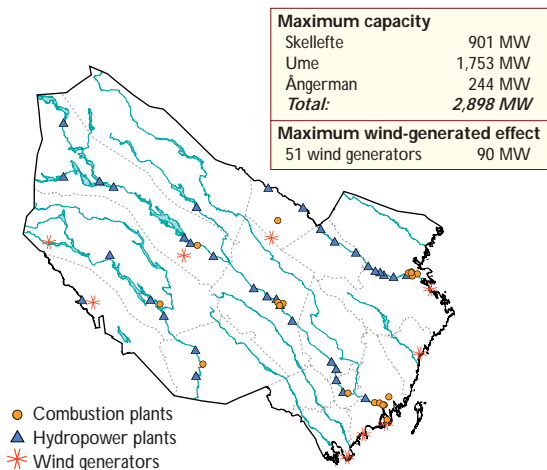 Maximum capacity
Skellefte 901 MW
Ume 1,753 MW
Ångerman 244 MW
Total: 2,898 MW
Maximum wind-generated effect
51 wind generators 90 MW
Combustion plants
Hydropower plants
Wind generators